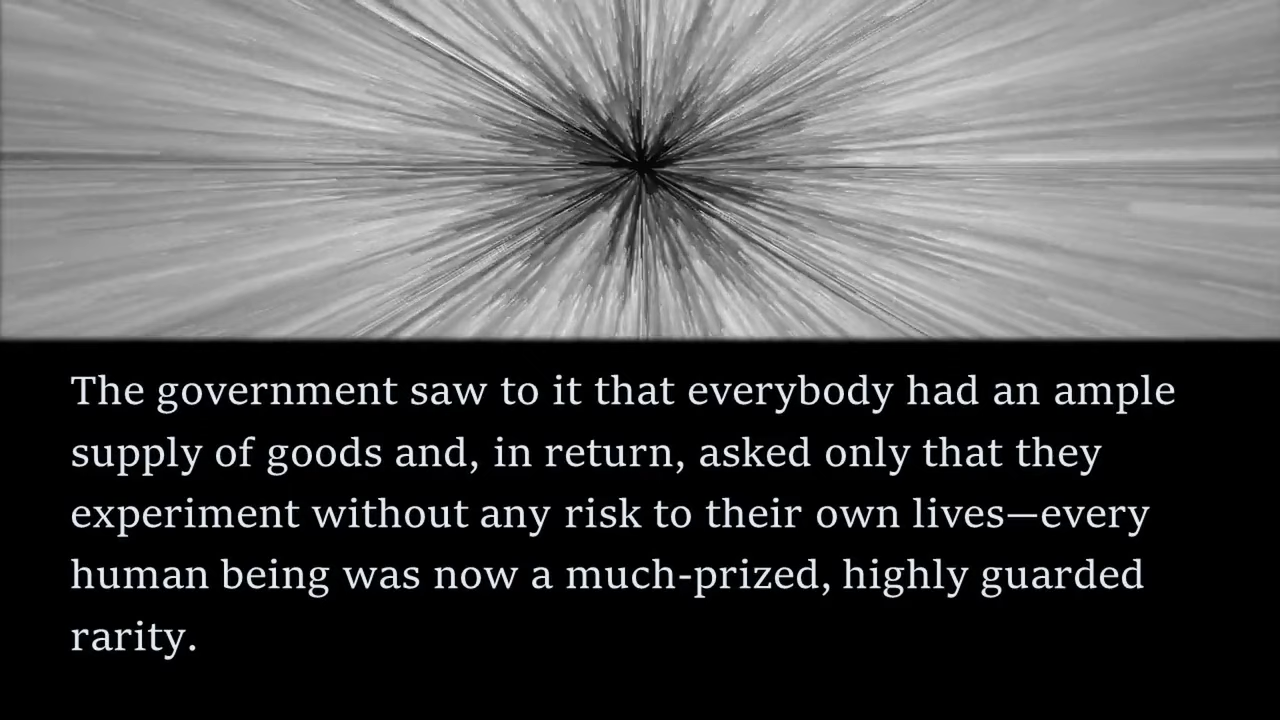 The government saw to it that everybody had an ample
supply of goods and, in return, asked only that they
experiment without any risk to their own lives—every
human being was now a much-prized, highly guarded
rarity.